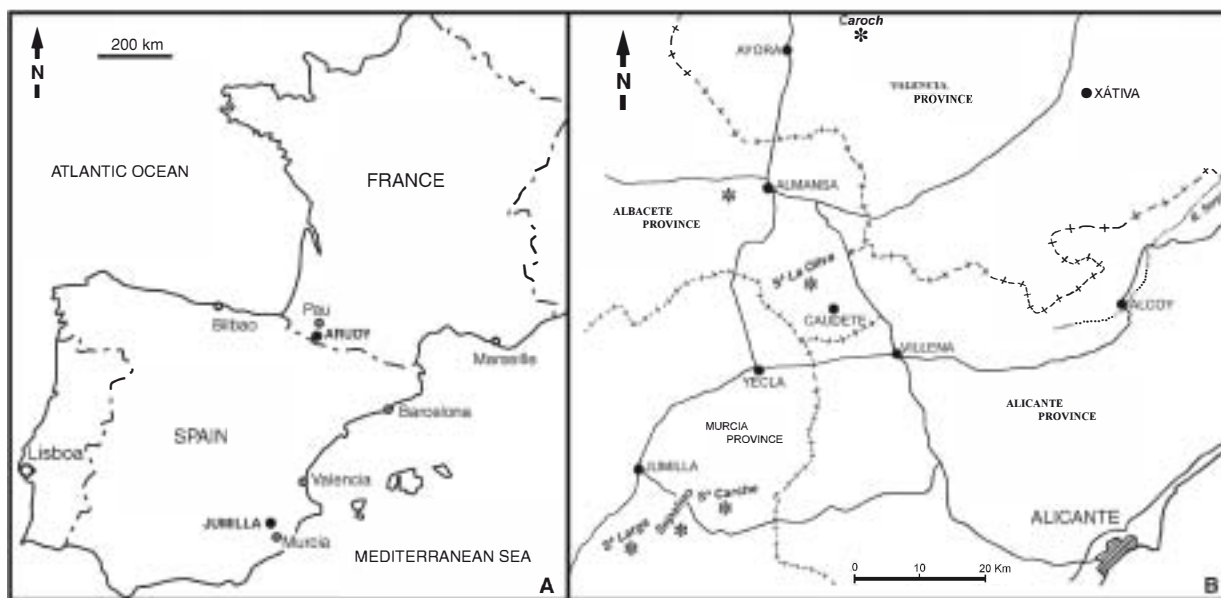 N
200 km
ATLANTIC OCEAN
FRANCE
Bilbao
Pau
ARUDY
Marseille
Barcelona
SPAIN
Lisboa
Valencia
JUMILLA
Murcia
MEDITERRANEAN SEA
A
N
Caroch
AYORA
VALENCIA
PROVINCE
XÁTIVA
ALMANSA
ALBACETE
PROVINCE
Sª La Oliva
CAUDETE
ALCOY
VILLENA
YECLA
ALICANTE
PROVINCE
MURCIA
PROVINCE
JUMILLA
Sª Larga
Sª Carche
ALICANTE
0 10 20 Km
B